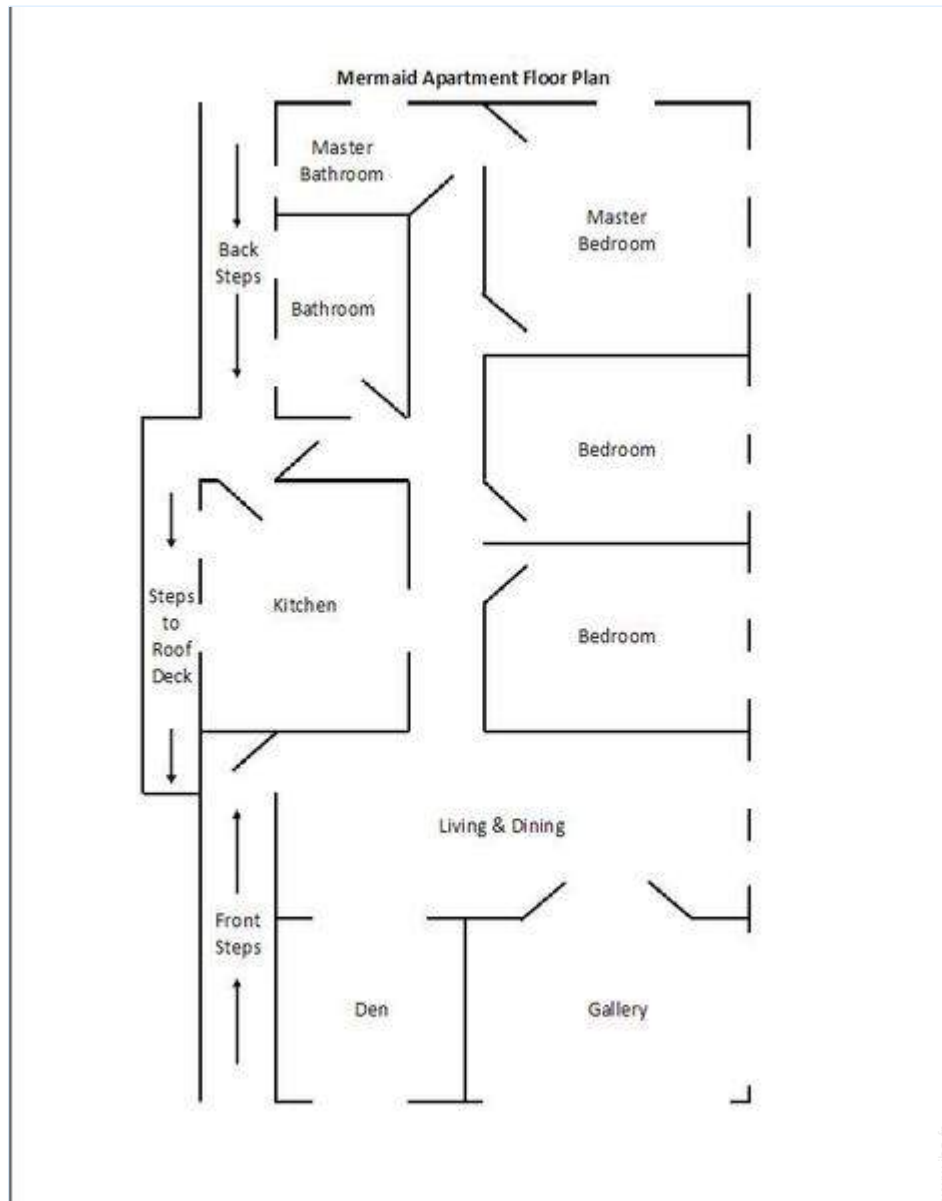 Mermaid Apartment Floor Plan
Master
Bathroom
Master
Bedroom
Back
Steps
Bathroom
Bedroom
Steps
to
Roof
Deck
Kitchen
Bedroom
Living & Dining
Front
Steps
Den
Gallery